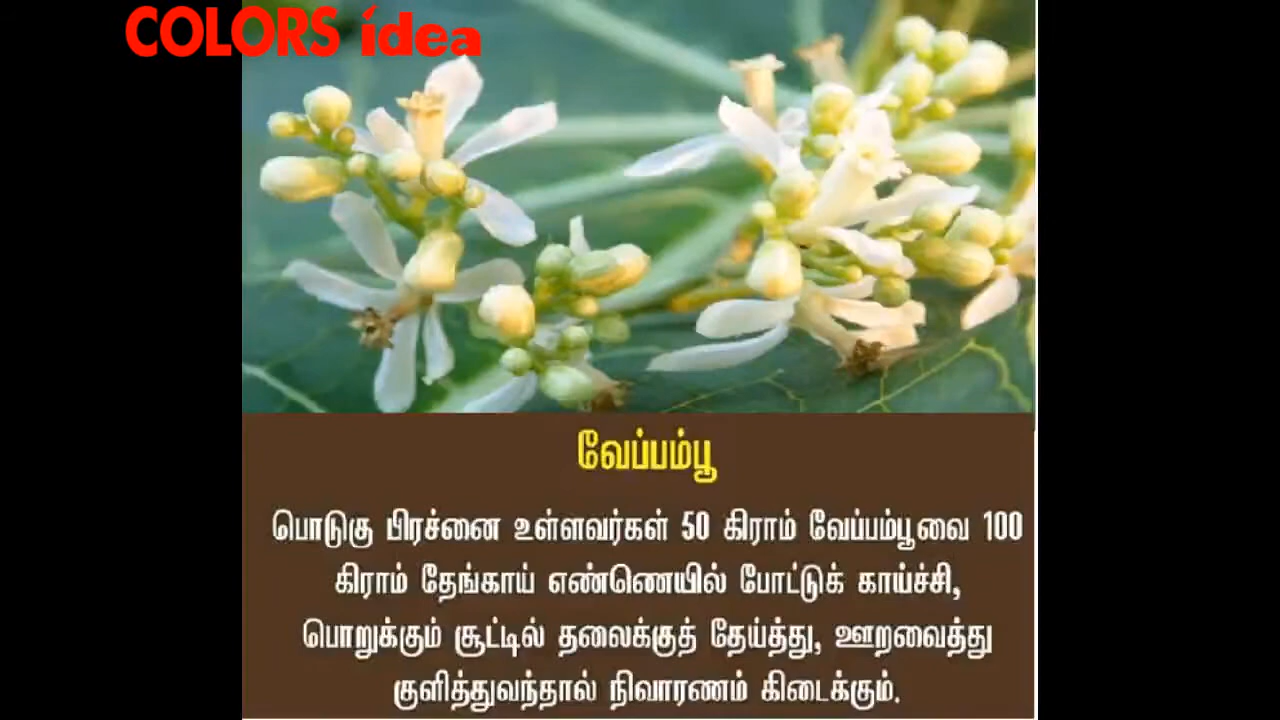 COLORS idea
வேப்பம்பூ
பொடுகு பிரச்னை உள்ளவர்கள் 50 கிராம் வேப்பம்பூவை 100
கிராம் தேங்காய் எண்ணெயில் போட்டுக் காய்ச்சி,
பொறுக்கும் சூட்டில் தலைக்குத் தேய்த்து, ஊறவைத்து
குளித்துவந்தால் நிவாரணம் கிடைக்கும்.